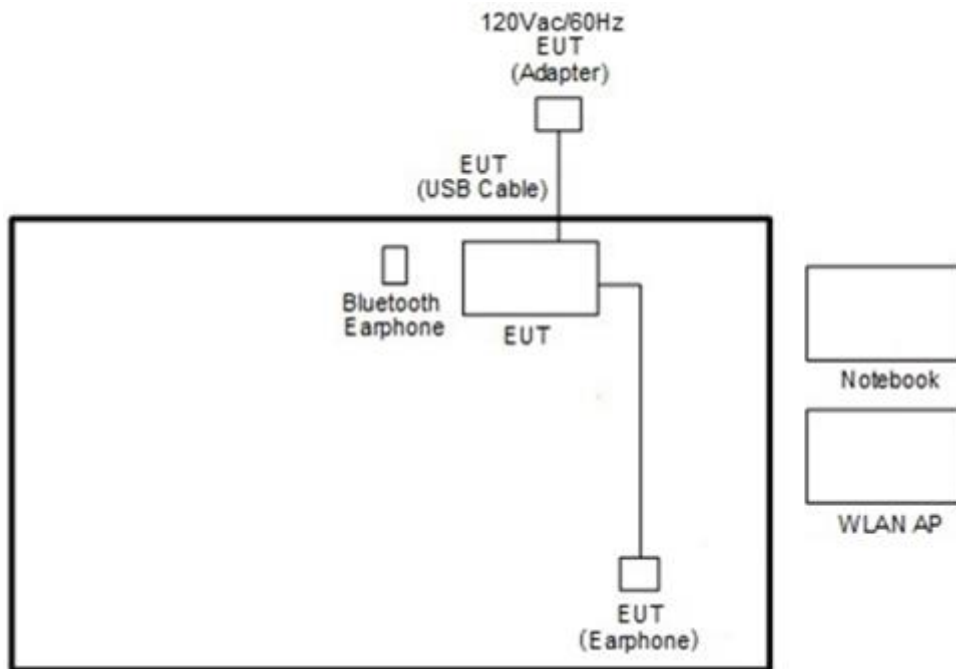 120Vac/60Hz
EUT
(Adapter)
EUT
(USB Cable)
Bluetooth
Earphone
EUT
Notebook
WLAN AP
EUT
(Earphone)